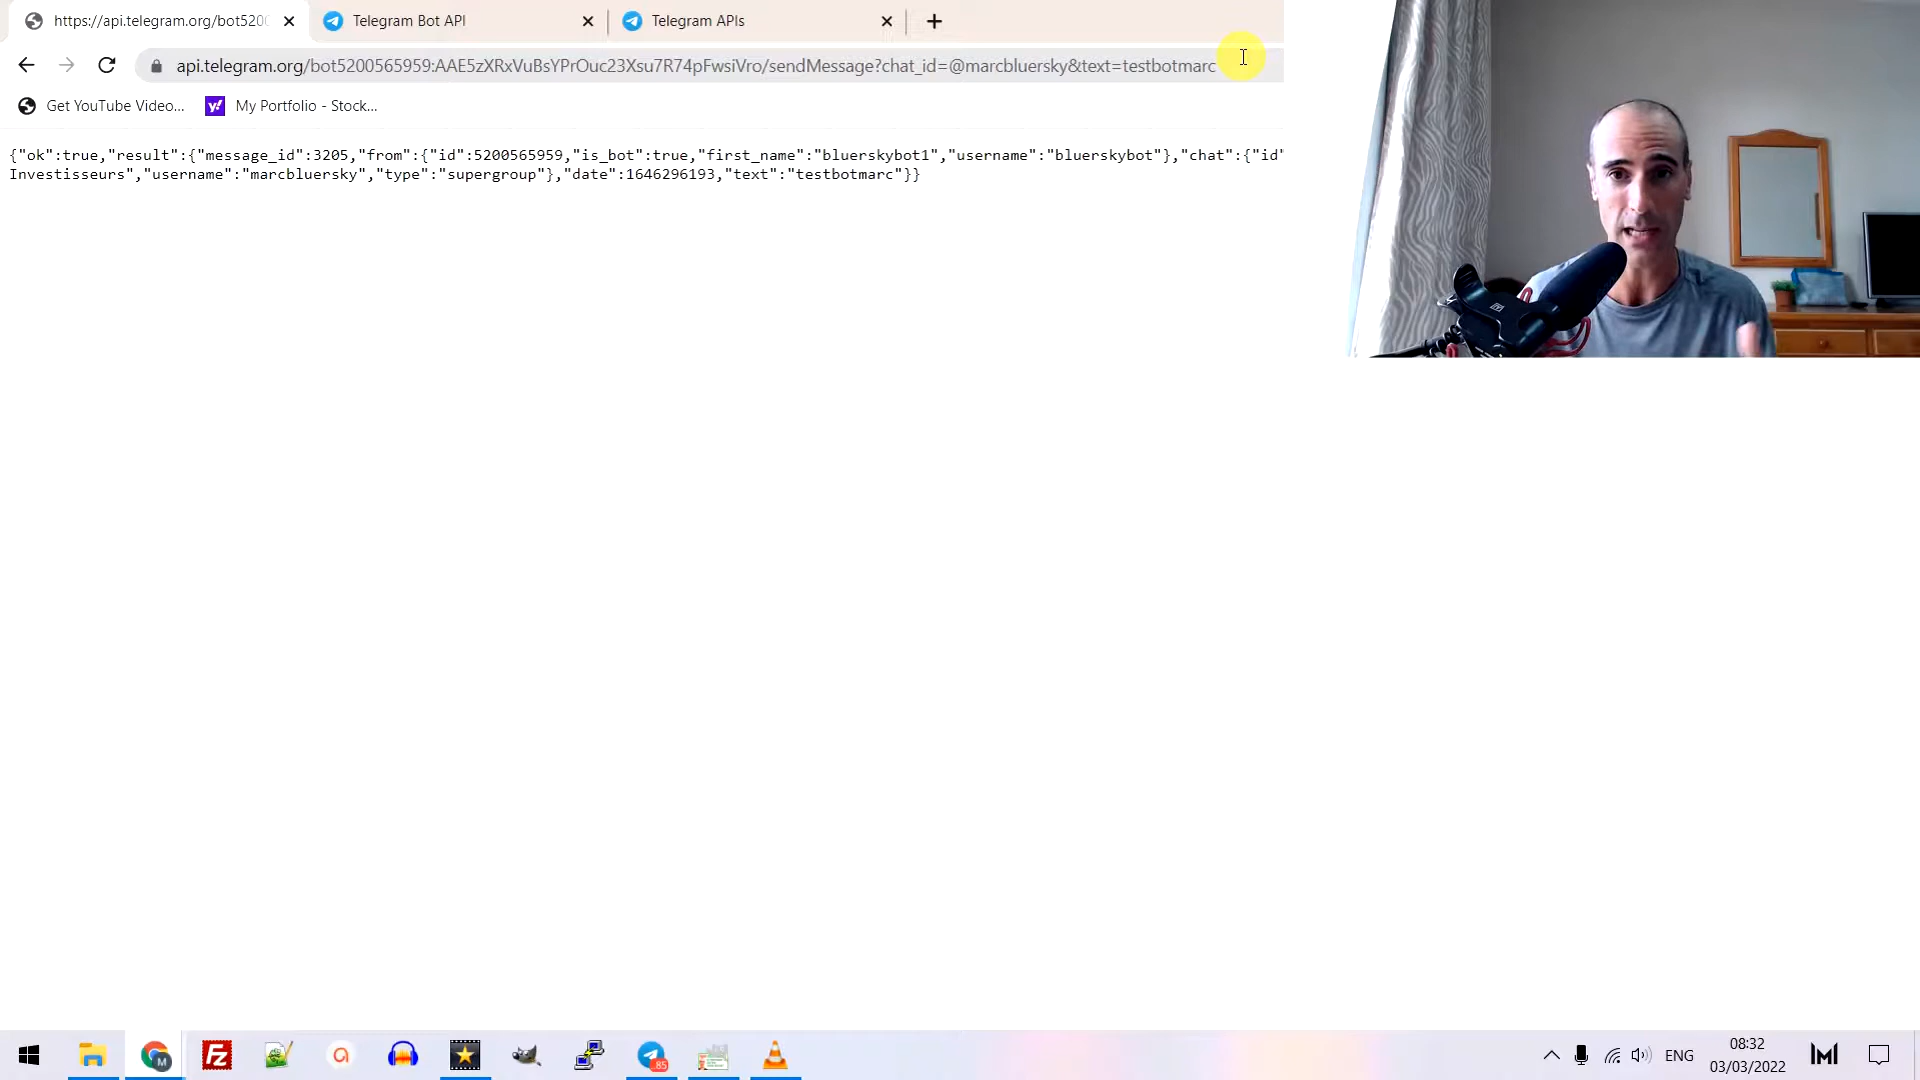 https://api.telegram.org/bot520
Telegram Bot API
Telegram APIs
api.telegram.org/bot5200565959:AAE5zXRxVuBsYPrOuc23Xsu7R74pFwsiVro/sendMessage?chat_id=@marcbluersky&text=testbotmarc
Get YouTube Video...
My Portfolio - Stock...
{"ok":true,"result":{"message_id":3205,"from":{"id":5200565959,"is_bot":true,"first_name":"bluerskybot1","username":"bluerskybot"},"chat":{"id"
Investisseurs","username":"marcbluersky","type":"supergroup"},"date":1646296193,"text":"testbotmarc"}}
85
ENG
08:32
03/03/2022